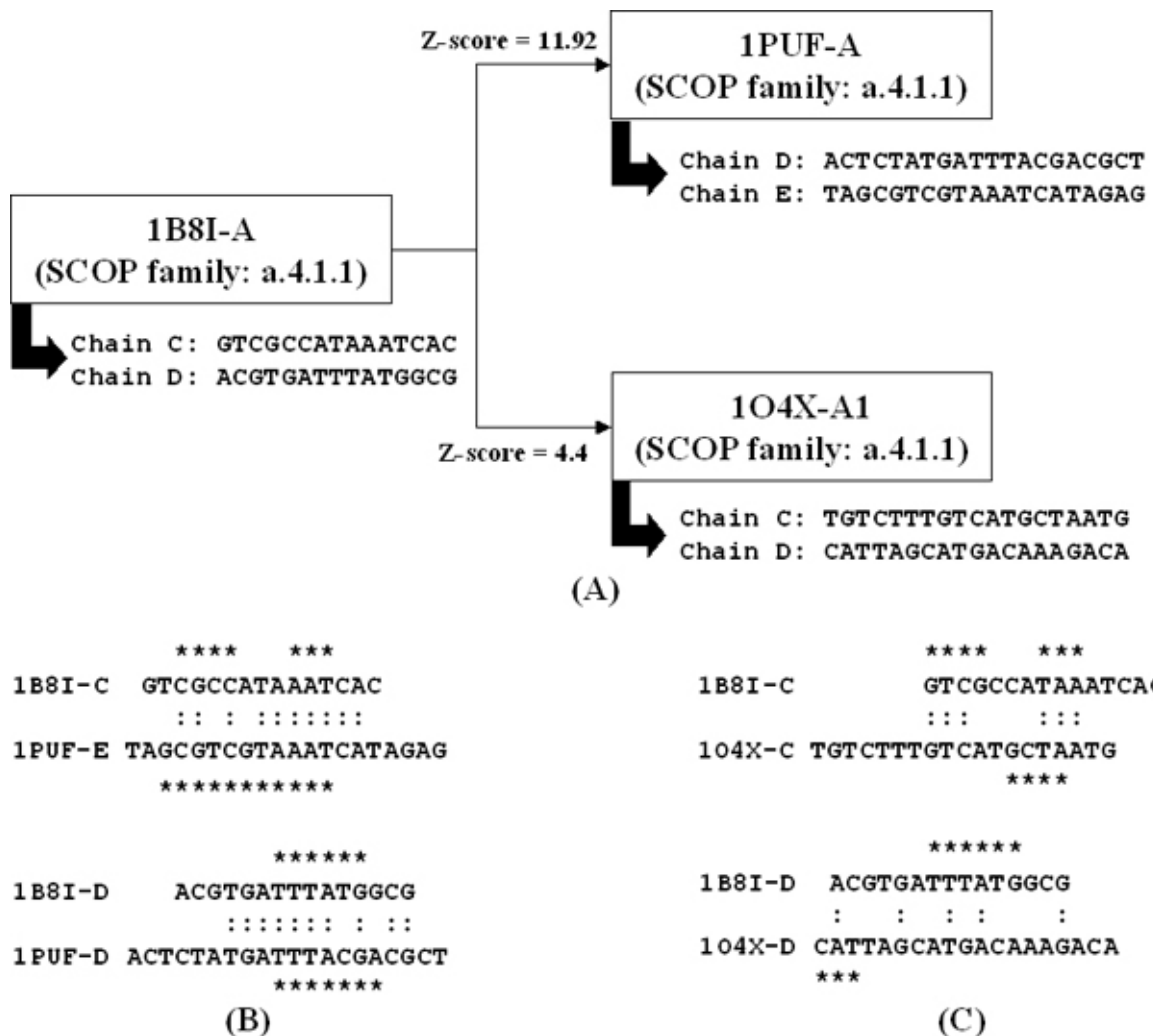 Z-score = 11.92
1PUF-A
(SCOP family: a.4.1.1)
Chain D: ACTCTATGATTTACGACGCT
Chain E: TAGCGTCGTAAATCATAGAG
1B8I-A
(SCOP family: a.4.1.1)
Chain C: GTCGCCATAAATCAC
Chain D: ACGTGATTTATGGCG
1O4X-A1
(SCOP family: a.4.1.1)
Z-score = 4.4
Chain C: TGTCTTTGTCATGCTAATG
Chain D: CATTAGCATGACAAAGACA
(A)
**** ***
1B8I-C GTCGCCATAAATCAC
:: : :::::::
1PUF-E TAGCGTCGTAAATCATAGAG
***********
******
1B8I-D ACGTGATTTATGGCG
::::::: : ::
1PUF-D ACTCTATGATTTACGACGCT
*******
(B)
**** ***
1B8I-C GTCGCCATAAATCAC
::: :::
1O4X-C TGTCTTTGTCATGCTAATG
****
******
1B8I-D ACGTGATTTATGGCG
: : : : :
1O4X-D CATTAGCATGACAAAGACA
***
(C)